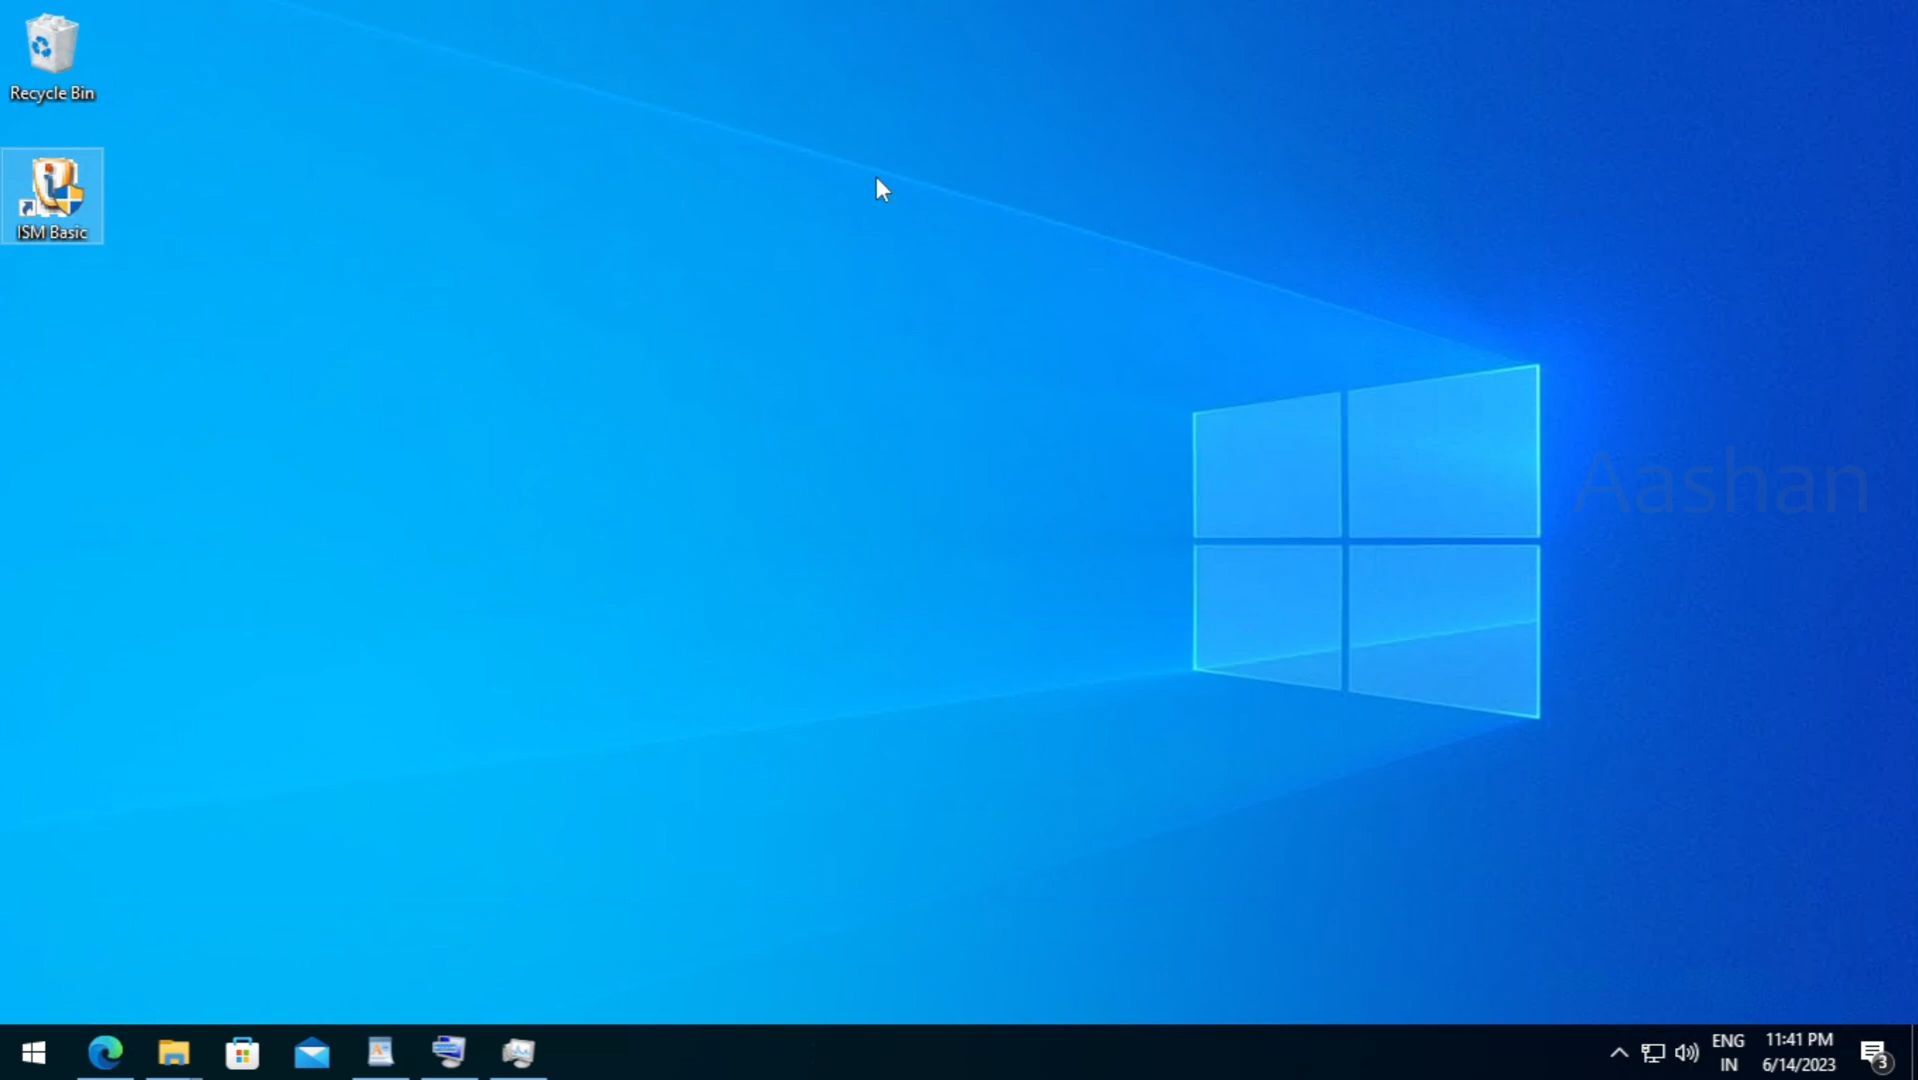 Recycle Bin
ISM Basic
Aashan
ENG
IN
11:41 PM
6/14/2023
3